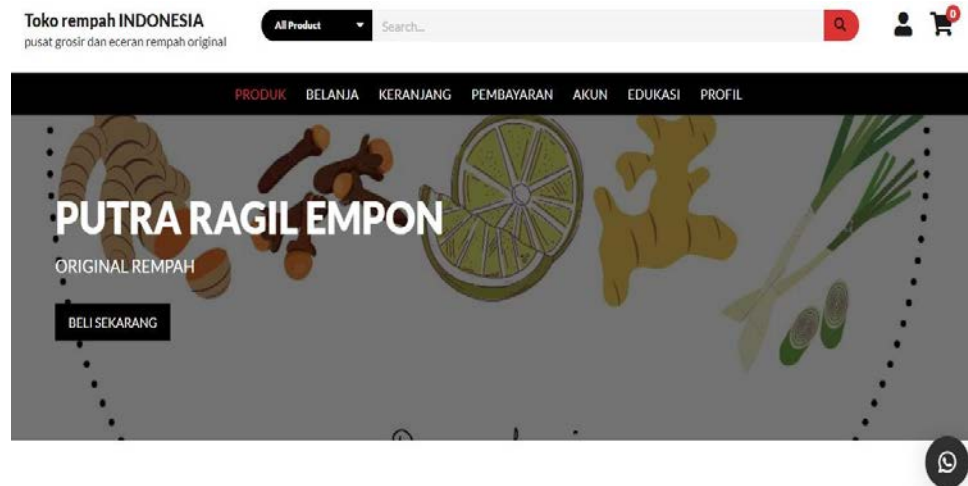 Toko rempah INDONESIA
pusat grosir dan eceran rempah original
All Product
Search...
0
PRODUK BELANJA KERANJANG PEMBAYARAN AKUN EDUKASI PROFIL
PUTRA RAGIL EMPON
ORIGINAL REMPAH
BELI SEKARANG